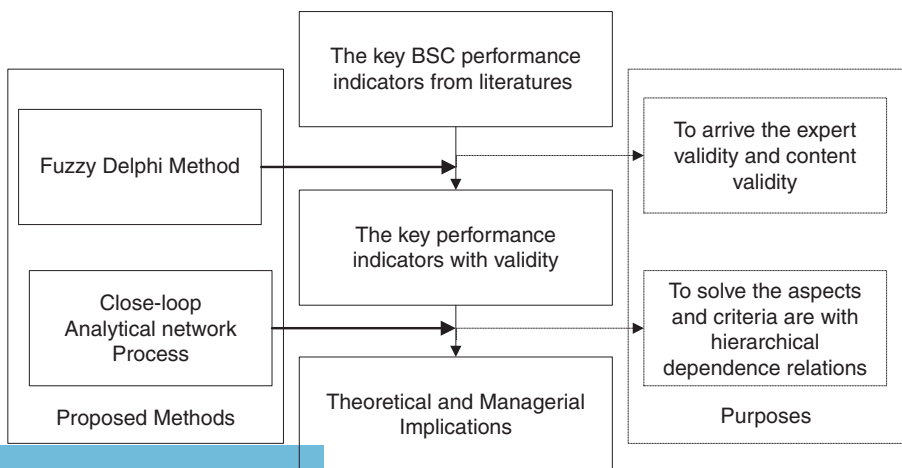 The key BSC performance
indicators from literatures
Fuzzy Delphi Method
To arrive the expert
validity and content
validity
The key performance
indicators with validity
Close-loop
Analytical network
Process
To solve the aspects
and criteria are with
hierarchical
dependence relations
Proposed Methods
Theoretical and Managerial
Implications
Purposes